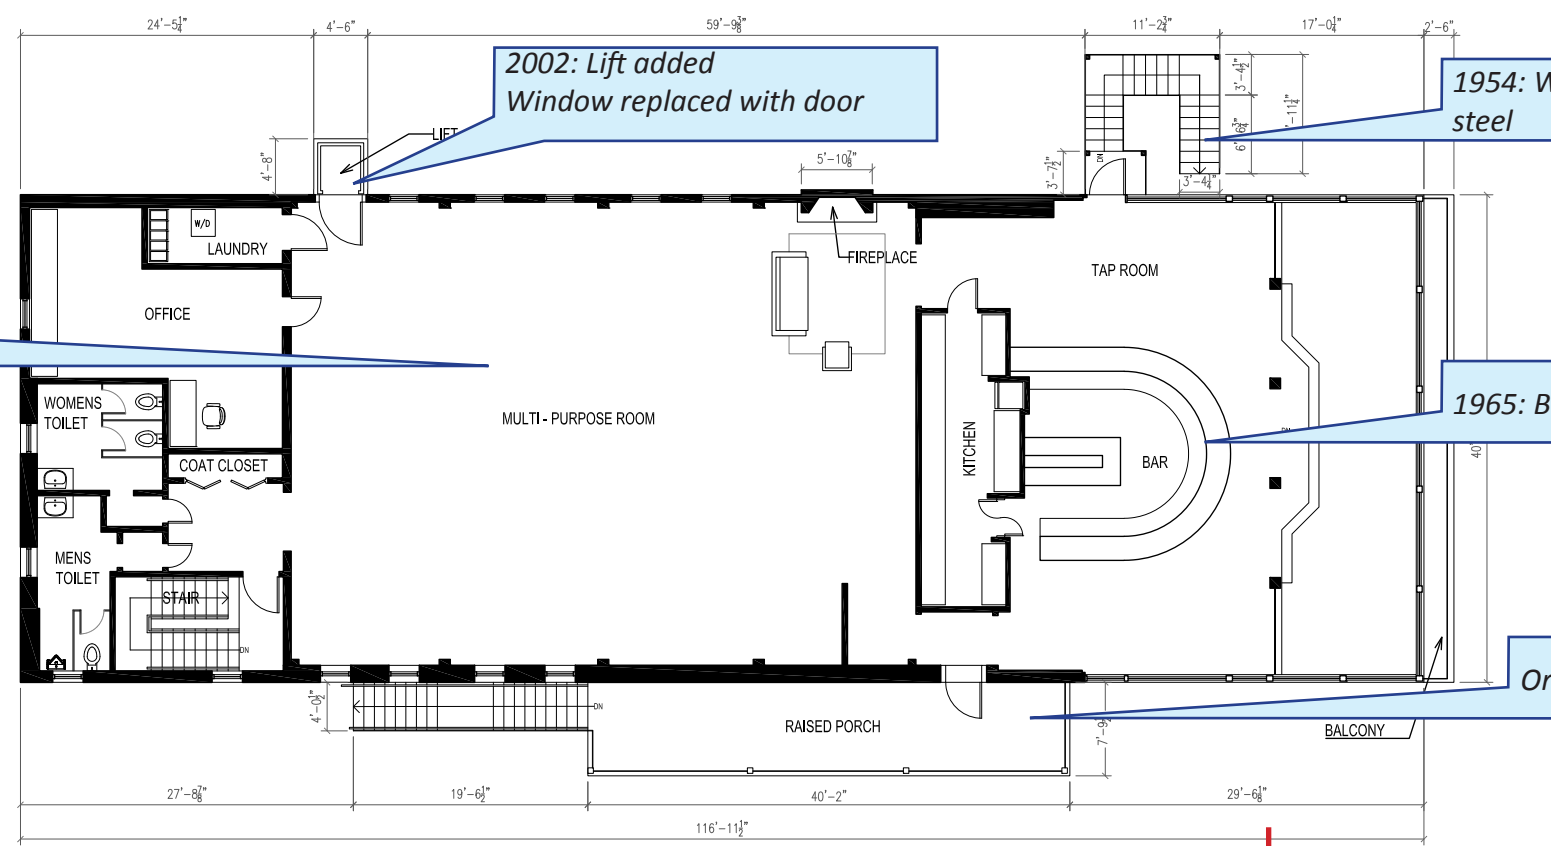 24'-5¼"
4'-6"
59'-9⅜"
11'-2¾"
17'-0¼"
2'-6"
2002: Lift added
Window replaced with door
1954: W
steel
LIFT
4'-8"
5'-10⅞"
3'-7½"
3'-4½"
6'-6¾"
'-11¼"
3'-4¼"
DN
W/D
LAUNDRY
FIREPLACE
TAP ROOM
OFFICE
WOMENS
TOILET
MULTI - PURPOSE ROOM
1965: B
40'
COAT CLOSET
KITCHEN
BAR
MENS
TOILET
STAIR
DN
4'-0½"
DN
RAISED PORCH
7'-9½"
Or
BALCONY
27'-8⅞"
19'-6½"
40'-2"
29'-6⅛"
116'-11½"